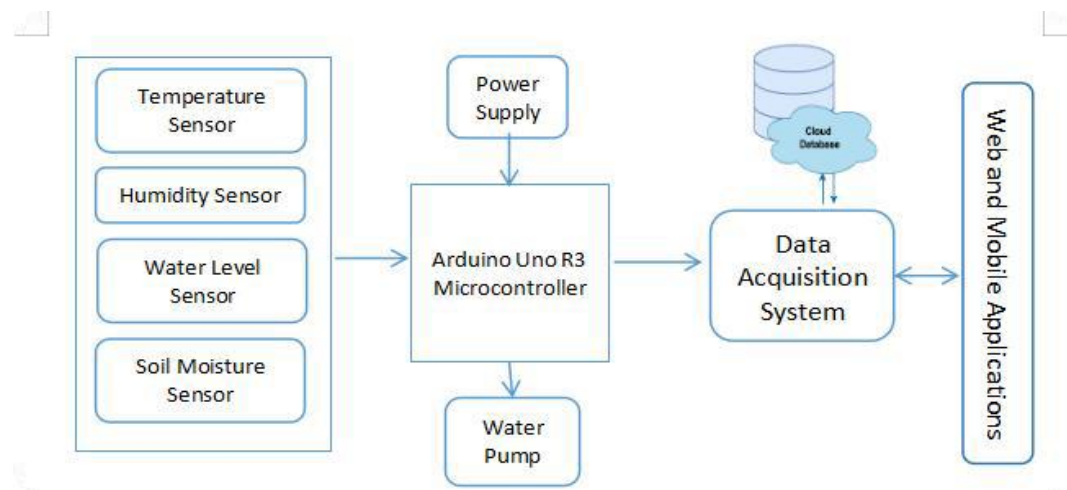 Temperature
Sensor
Humidity Sensor
Water Level
Sensor
Soil Moisture
Sensor
Power
Supply
Arduino Uno R3
Microcontroller
Water
Pump
Cloud
Database
Data
Acquisition
System
Web and Mobile Applications